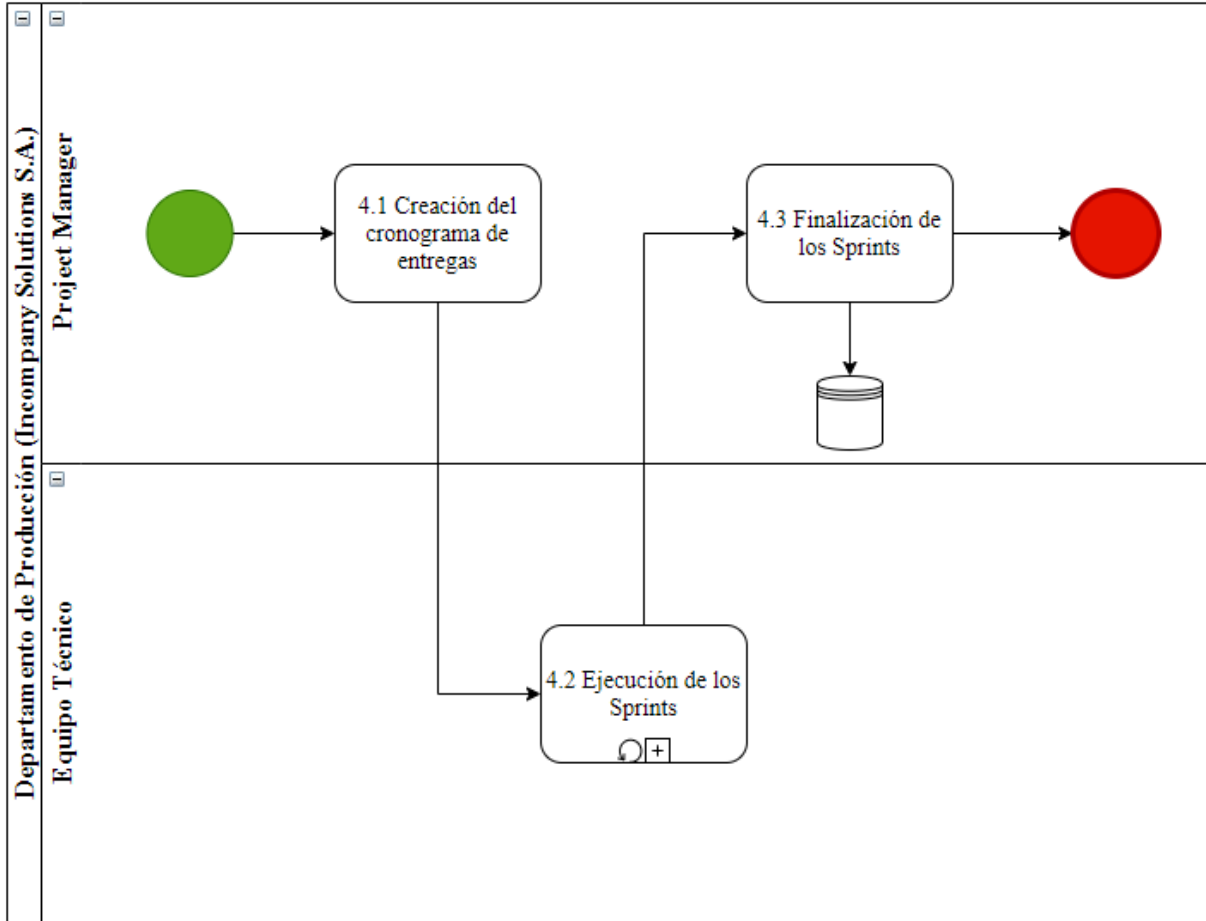 Departamento de Producción (Incompany Solutions S.A.)
Project Manager
4.1 Creación del
cronograma de
entregas
4.3 Finalización de
los Sprints
Equipo Técnico
4.2 Ejecución de los
Sprints